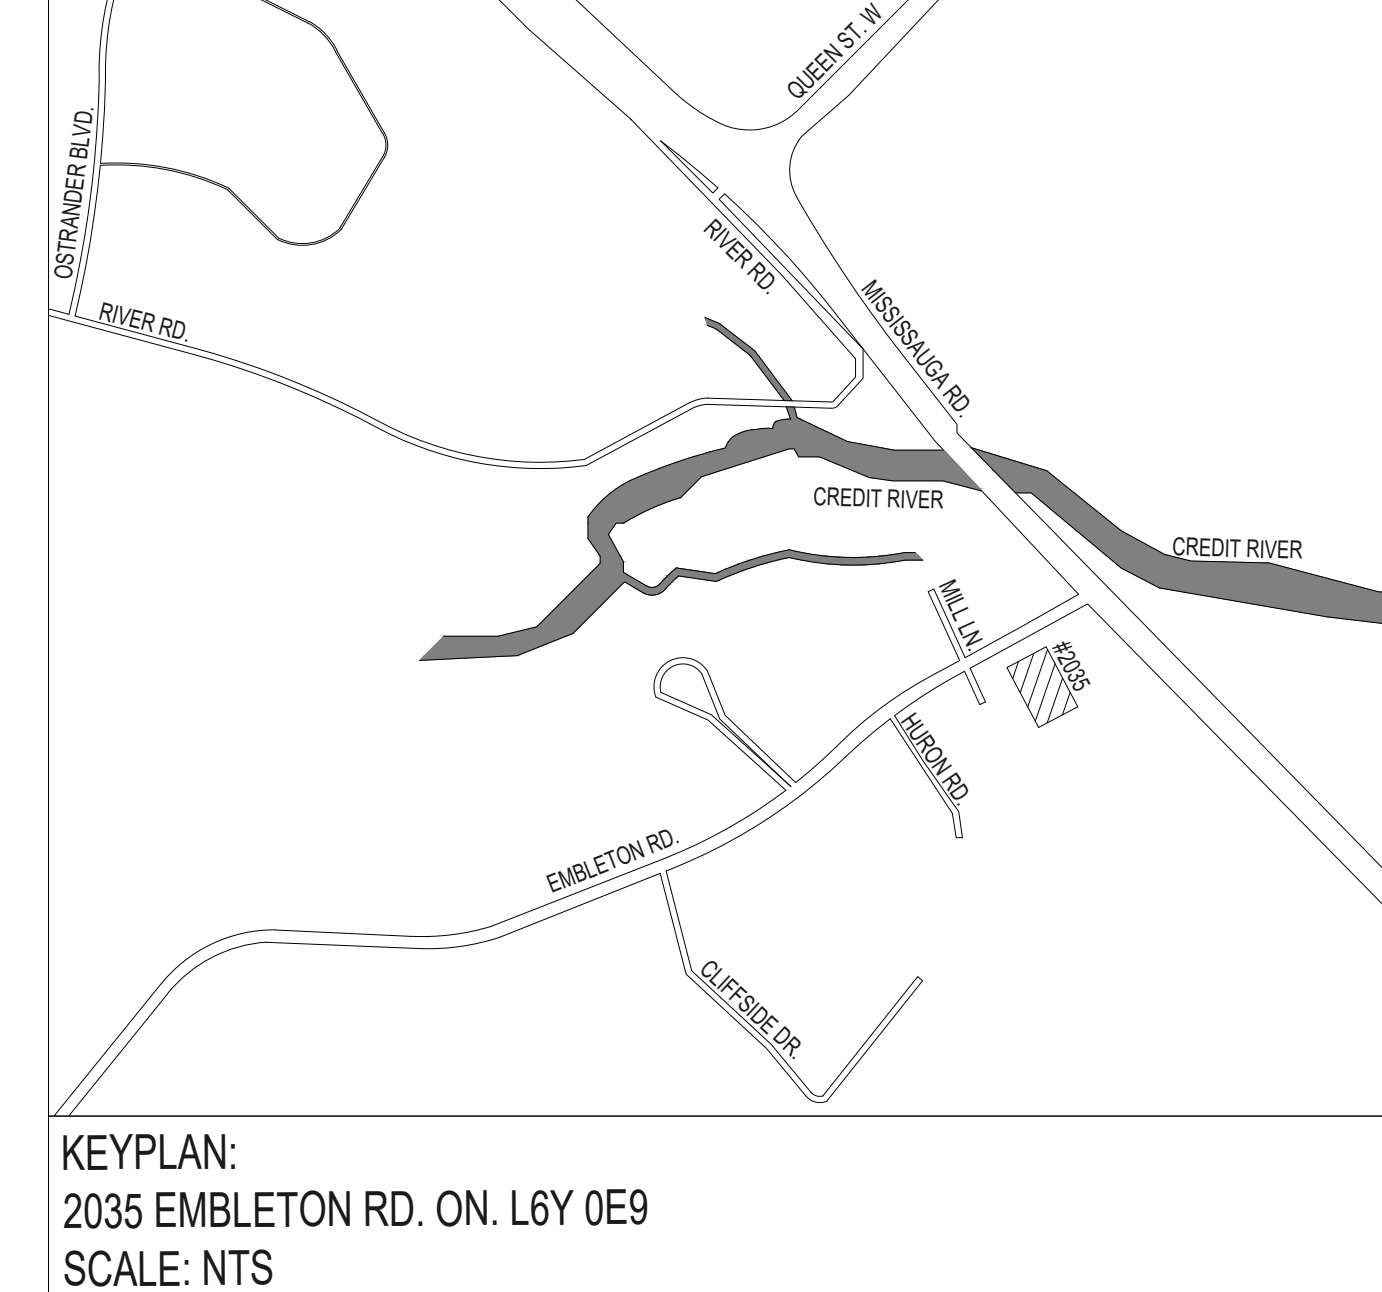 QUEEN ST. W
OSTRANDER BLVD.
RIVER RD.
RIVER RD.
MISSISSAUGA RD.
CREDIT RIVER
CREDIT RIVER
MILL LN.
#2035
HURON RD.
EMBLETON RD.
CLIFFSIDE DR.
KEYPLAN:
2035 EMBLETON RD. ON. L6Y 0E9
SCALE: NTS